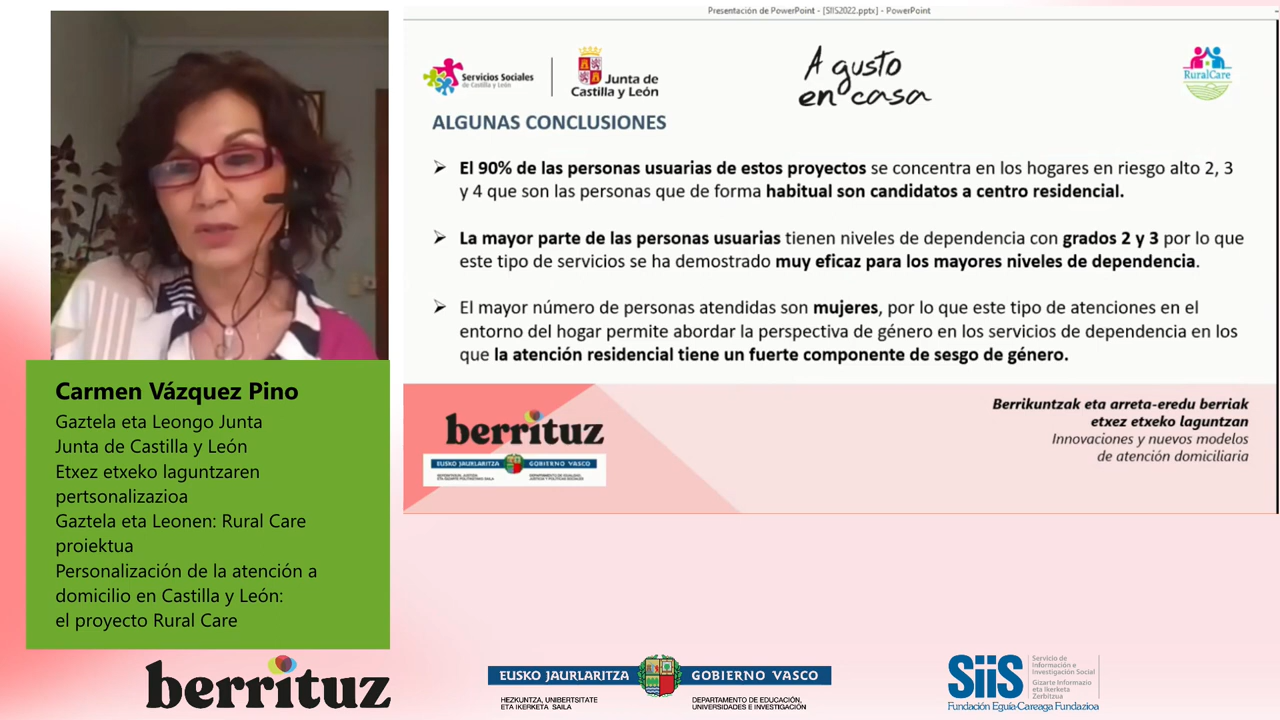 Presentación de PowerPoint - [SIIS2022.pptx] - PowerPoint
Servicios Sociales
de Castilla y León
Junta de
Castilla y León
A gusto
en casa
RuralCare
ALGUNAS CONCLUSIONES
➢ El 90% de las personas usuarias de estos proyectos se concentra en los hogares en riesgo alto 2, 3
y 4 que son las personas que de forma habitual son candidatos a centro residencial.
➢ La mayor parte de las personas usuarias tienen niveles de dependencia con grados 2 y 3 por lo que
este tipo de servicios se ha demostrado muy eficaz para los mayores niveles de dependencia.
➢ El mayor número de personas atendidas son mujeres, por lo que este tipo de atenciones en el
entorno del hogar permite abordar la perspectiva de género en los servicios de dependencia en los
que la atención residencial tiene un fuerte componente de sesgo de género.
berrituz
EUSKO JAURLARITZA GOBIERNO VASCO
Berrikuntzak eta arreta-eredu berriak
etxez etxeko laguntzan
Innovaciones y nuevos modelos
de atención domiciliaria
Carmen Vázquez Pino
Gaztela eta Leongo Junta
Junta de Castilla y León
Etxez etxeko laguntzaren
pertsonalizazioa
Gaztela eta Leonen: Rural Care
proiektua
Personalización de la atención a
domicilio en Castilla y León:
el proyecto Rural Care
berrituz
EUSKO JAURLARITZA GOBIERNO VASCO
HEZKUNTZA, UNIBERTSITATE
ETA IKERKETA SAILA
DEPARTAMENTO DE EDUCACIÓN,
UNIVERSIDADES E INVESTIGACIÓN
SiiS
Servicio de
Información e
Investigación Social
Gizarte Informazio
eta Ikerketa
Zerbitzua
Fundación Eguía-Careaga Fundazioa